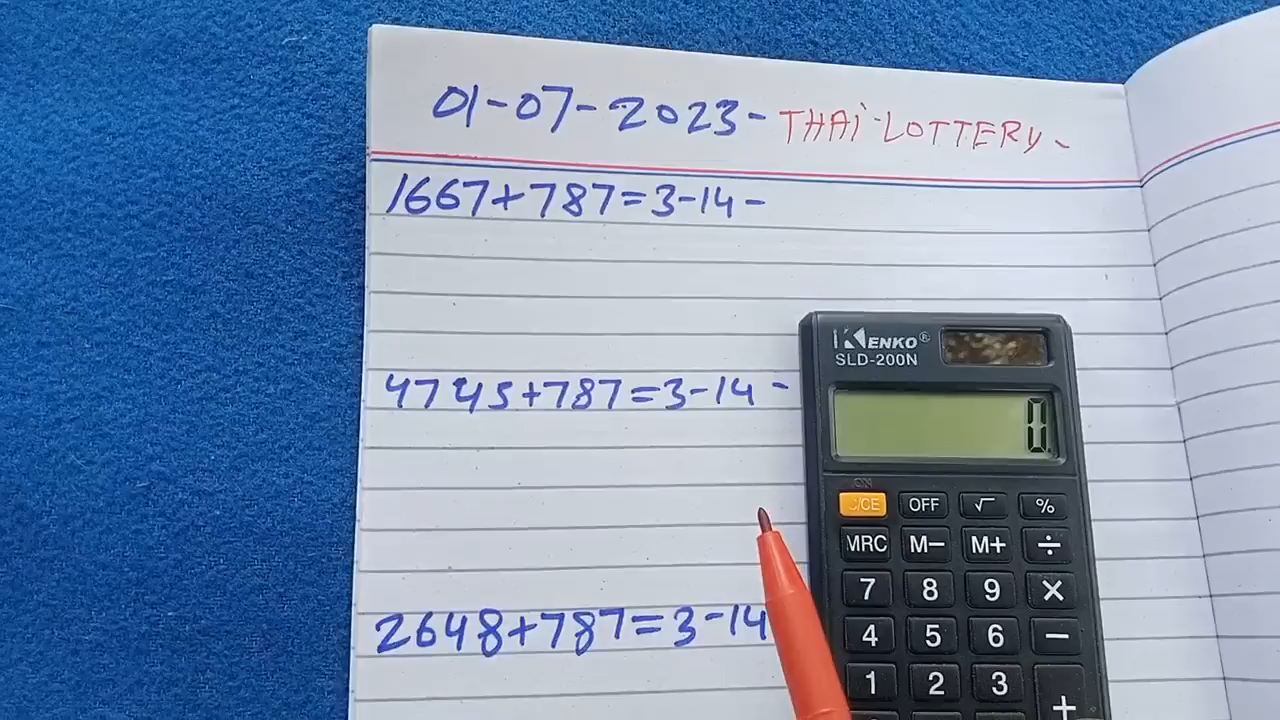 01-07-2023- THAi-LOTTERY-
1667+787=3-14-
4745+787=3-14-
2648+787=3-14
KENKO®
SLD-200N
0
ON
C/CE OFF √ %
MRC M− M+ ÷
7 8 9 ×
4 5 6 −
1 2 3 +